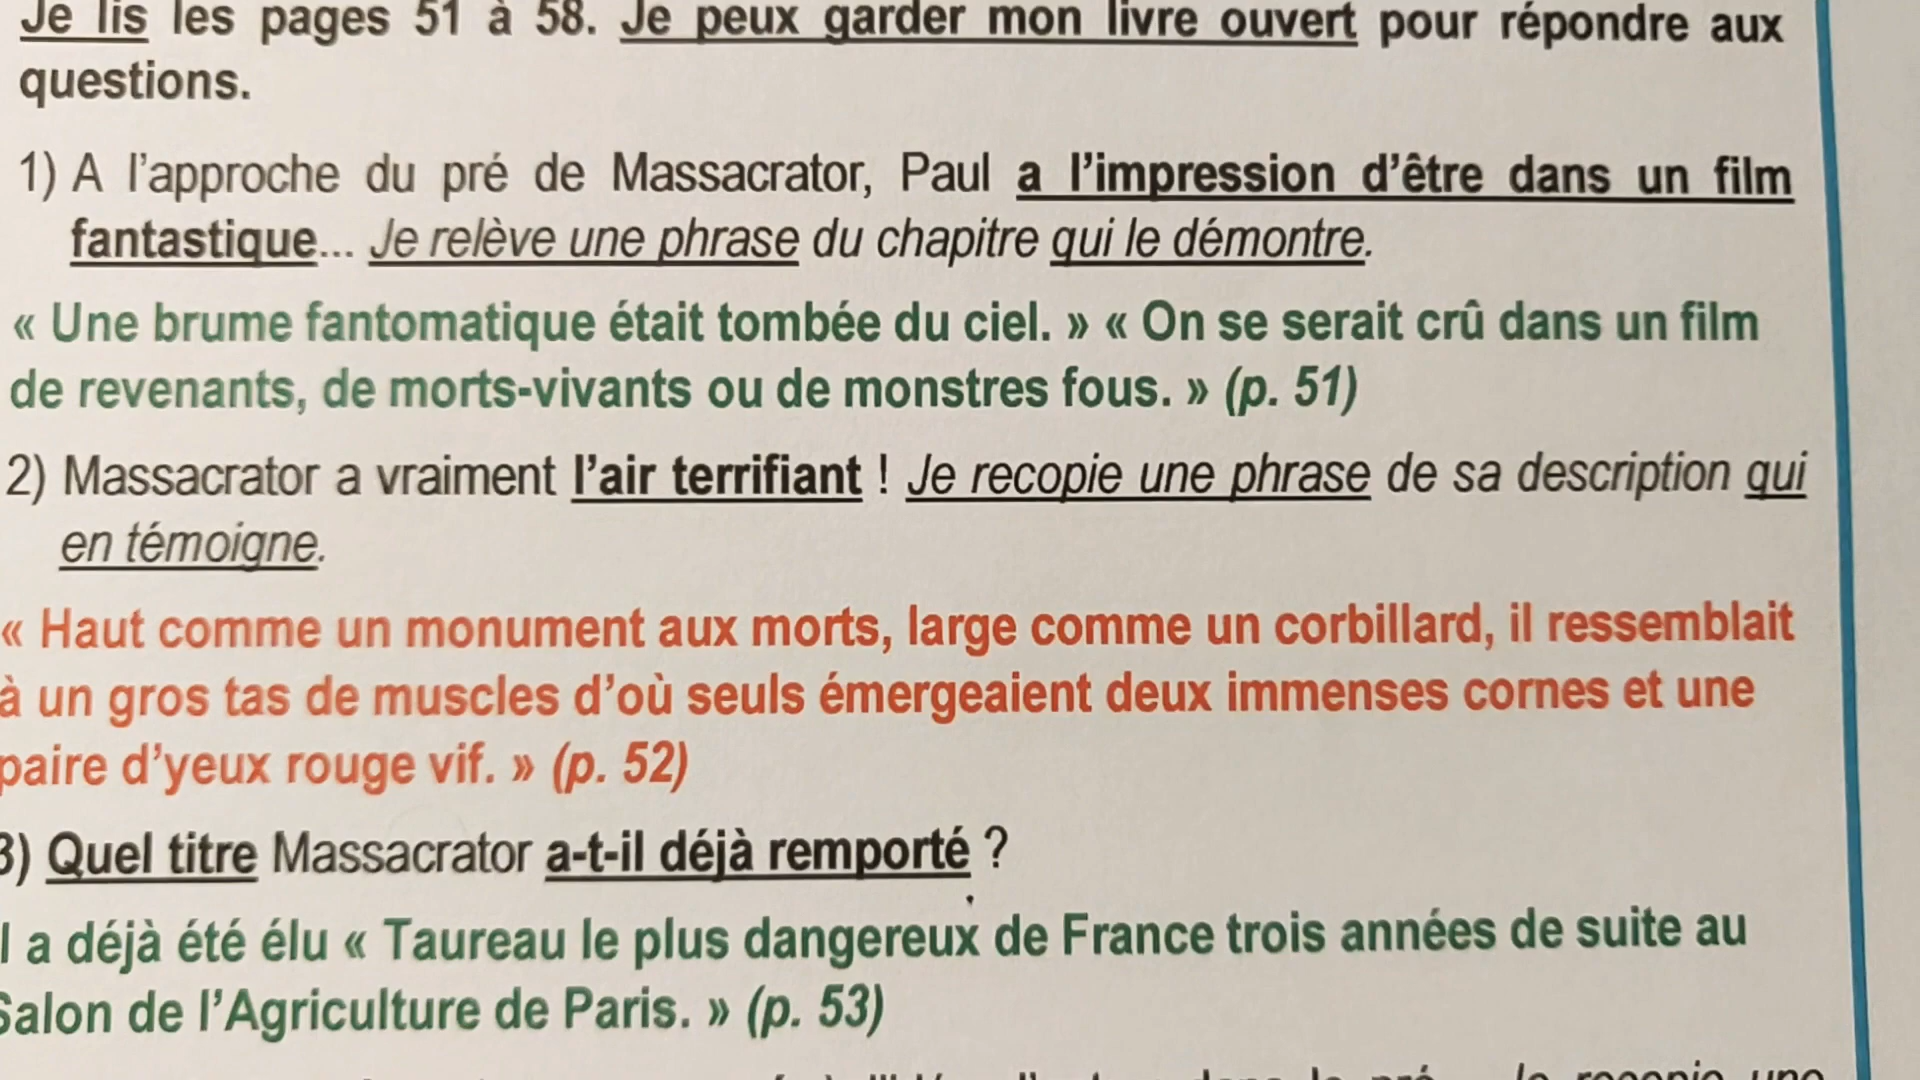 Je lis les pages 51 à 58. Je peux garder mon livre ouvert pour répondre aux
questions.
1) A l'approche du pré de Massacrator, Paul a l'impression d'être dans un film
fantastique... Je relève une phrase du chapitre qui le démontre.
« Une brume fantomatique était tombée du ciel. » « On se serait crû dans un film
de revenants, de morts-vivants ou de monstres fous. » (p. 51)
2) Massacrator a vraiment l'air terrifiant ! Je recopie une phrase de sa description qui
en témoigne.
« Haut comme un monument aux morts, large comme un corbillard, il ressemblait
à un gros tas de muscles d'où seuls émergeaient deux immenses cornes et une
paire d'yeux rouge vif. » (p. 52)
3) Quel titre Massacrator a-t-il déjà remporté ?
l a déjà été élu « Taureau le plus dangereux de France trois années de suite au
Salon de l'Agriculture de Paris. » (p. 53)